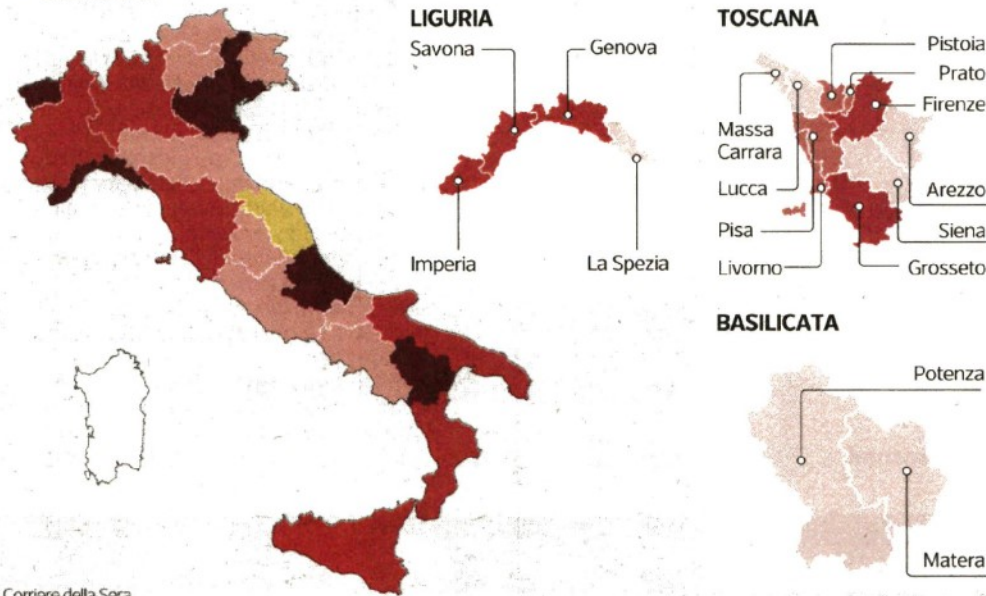 LIGURIA
Savona
Genova
Imperia
La Spezia
TOSCANA
Pistoia
Prato
Firenze
Massa
Carrara
Lucca
Arezzo
Pisa
Siena
Livorno
Grosseto
BASILICATA
Potenza
Matera
Corriere della Sera